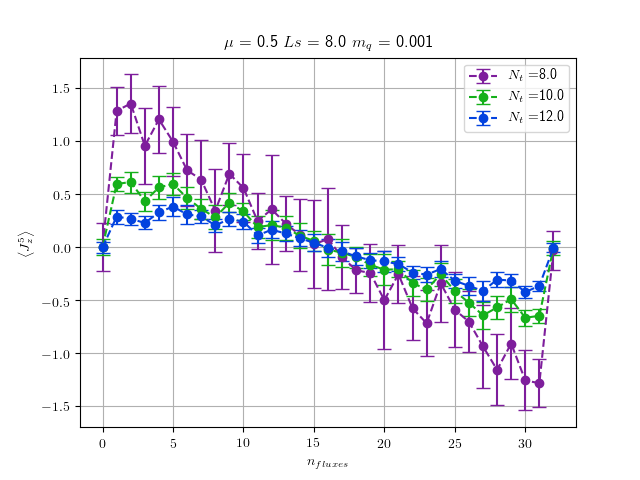 μ = 0.5 Ls = 8.0 m_q = 0.001
N_t =8.0
N_t =10.0
N_t =12.0
1.5
1.0
0.5
0.0
−0.5
−1.0
−1.5
⟨J_z^5⟩
0 5 10 15 20 25 30
n_fluxes